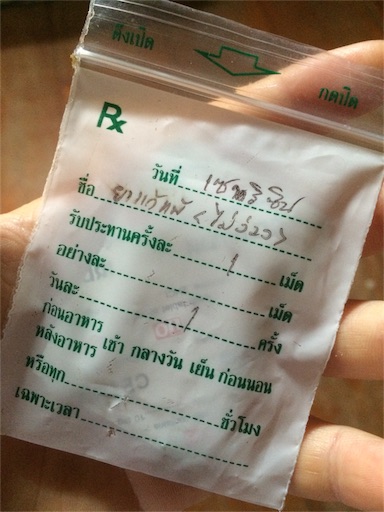 ดึงเปิด กดปิด
Rx
วันที่ เซทริซิน
ชื่อ ยาแก้แพ้ <ไม่ง่วง>
รับประทานครั้งละ 1 เม็ด
อย่างละ เม็ด
วันละ 1 ครั้ง
ก่อนอาหาร
หลังอาหาร เช้า กลางวัน เย็น ก่อนนอน
หรือทุก ชั่วโมง
เฉพาะเวลา